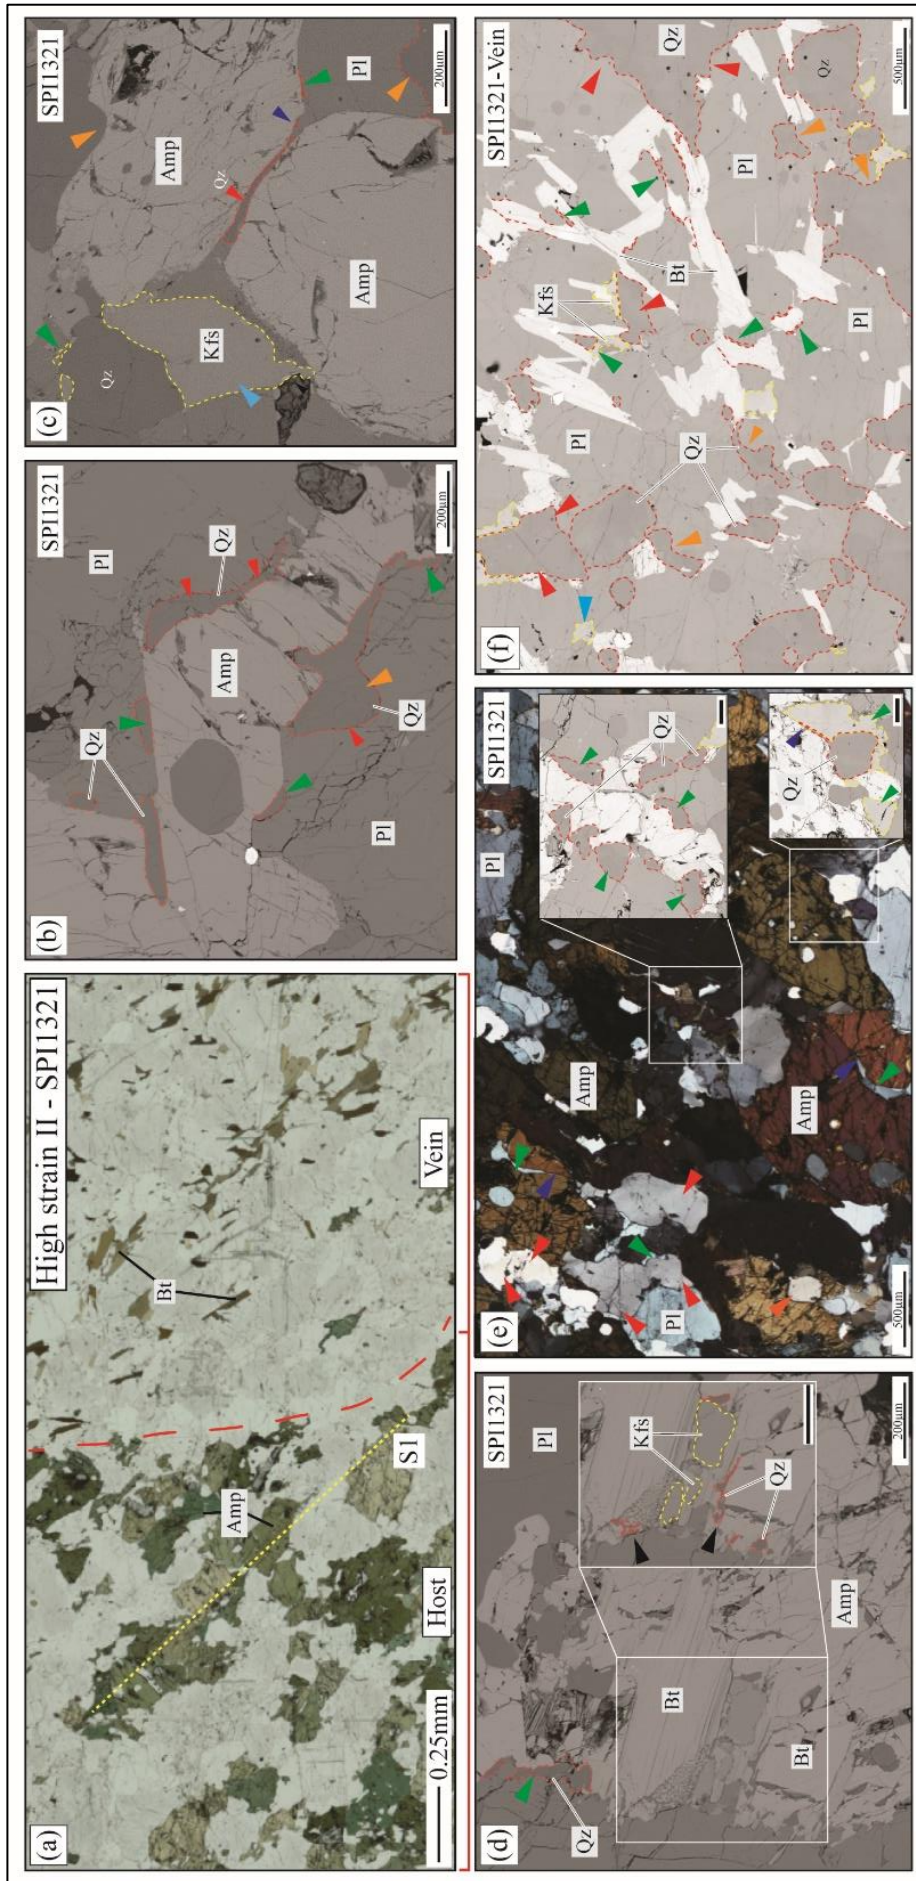 (a)
High strain II - SPI1321
Bt
Amp
S1
Host
Vein
0.25mm
(b)
SPI1321
Pl
Qz
Qz
Amp
Qz
Pl
200µm
(c)
SPI1321
Amp
Qz
Qz
Kfs
Pl
Amp
200µm
(d)
SPI1321
Pl
Qz
Bt
Bt
Kfs
Qz
Amp
200µm
(e)
SPI1321
Pl
Amp
Qz
Pl
Amp
Qz
500µm
(f)
SPI1321-Vein
Qz
Kfs
Bt
Pl
Qz
Qz
Pl
Pl
500µm